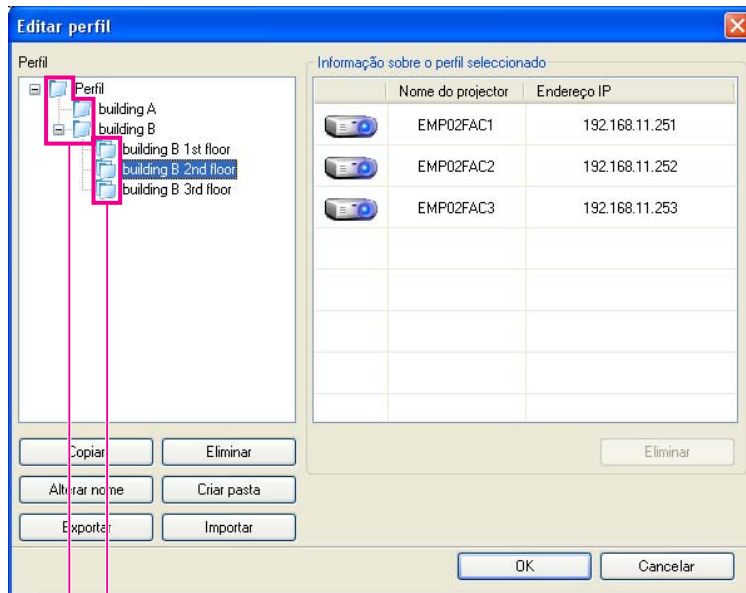 Editar perfil
Perfil
Perfil
building A
building B
building B 1st floor
building B 2nd floor
building B 3rd floor
Copiar
Eliminar
Alterar nome
Criar pasta
Exportar
Importar
Informação sobre o perfil seleccionado
Nome do projector Endereço IP
EMP02FAC1 192.168.11.251
EMP02FAC2 192.168.11.252
EMP02FAC3 192.168.11.253
Eliminar
OK
Cancelar